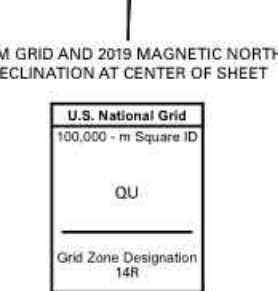 M GRID AND 2019 MAGNETIC NORTH
ECLINATION AT CENTER OF SHEET
U.S. National Grid
100,000 - m Square ID
QU
Grid Zone Designation
14R